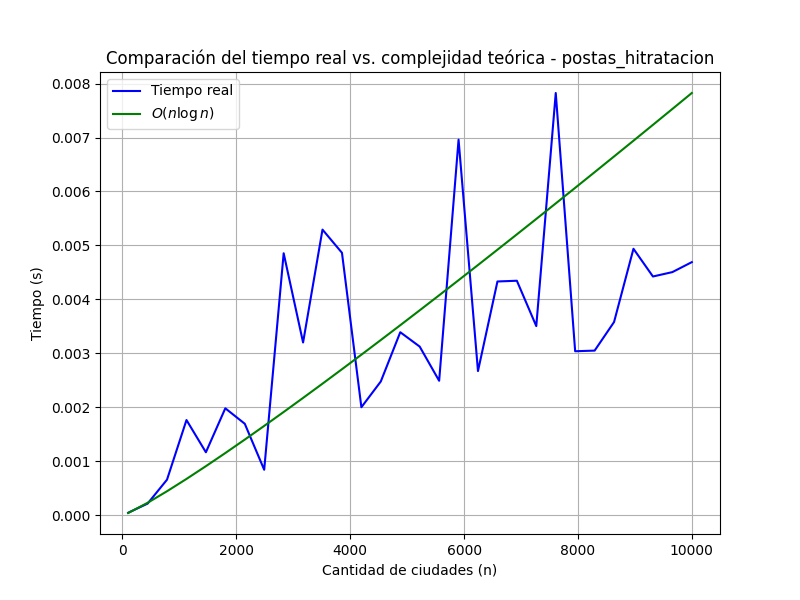 Comparación del tiempo real vs. complejidad teórica - postas_hitratacion
Tiempo real
O(n log n)
0.008
0.007
0.006
0.005
0.004
0.003
0.002
0.001
0.000
Tiempo (s)
0 2000 4000 6000 8000 10000
Cantidad de ciudades (n)